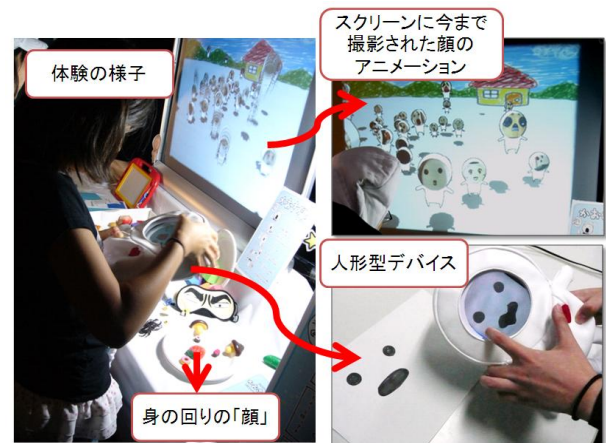 体験の様子
スクリーンに今まで
撮影された顔の
アニメーション
人形型デバイス
身の回りの「顔」